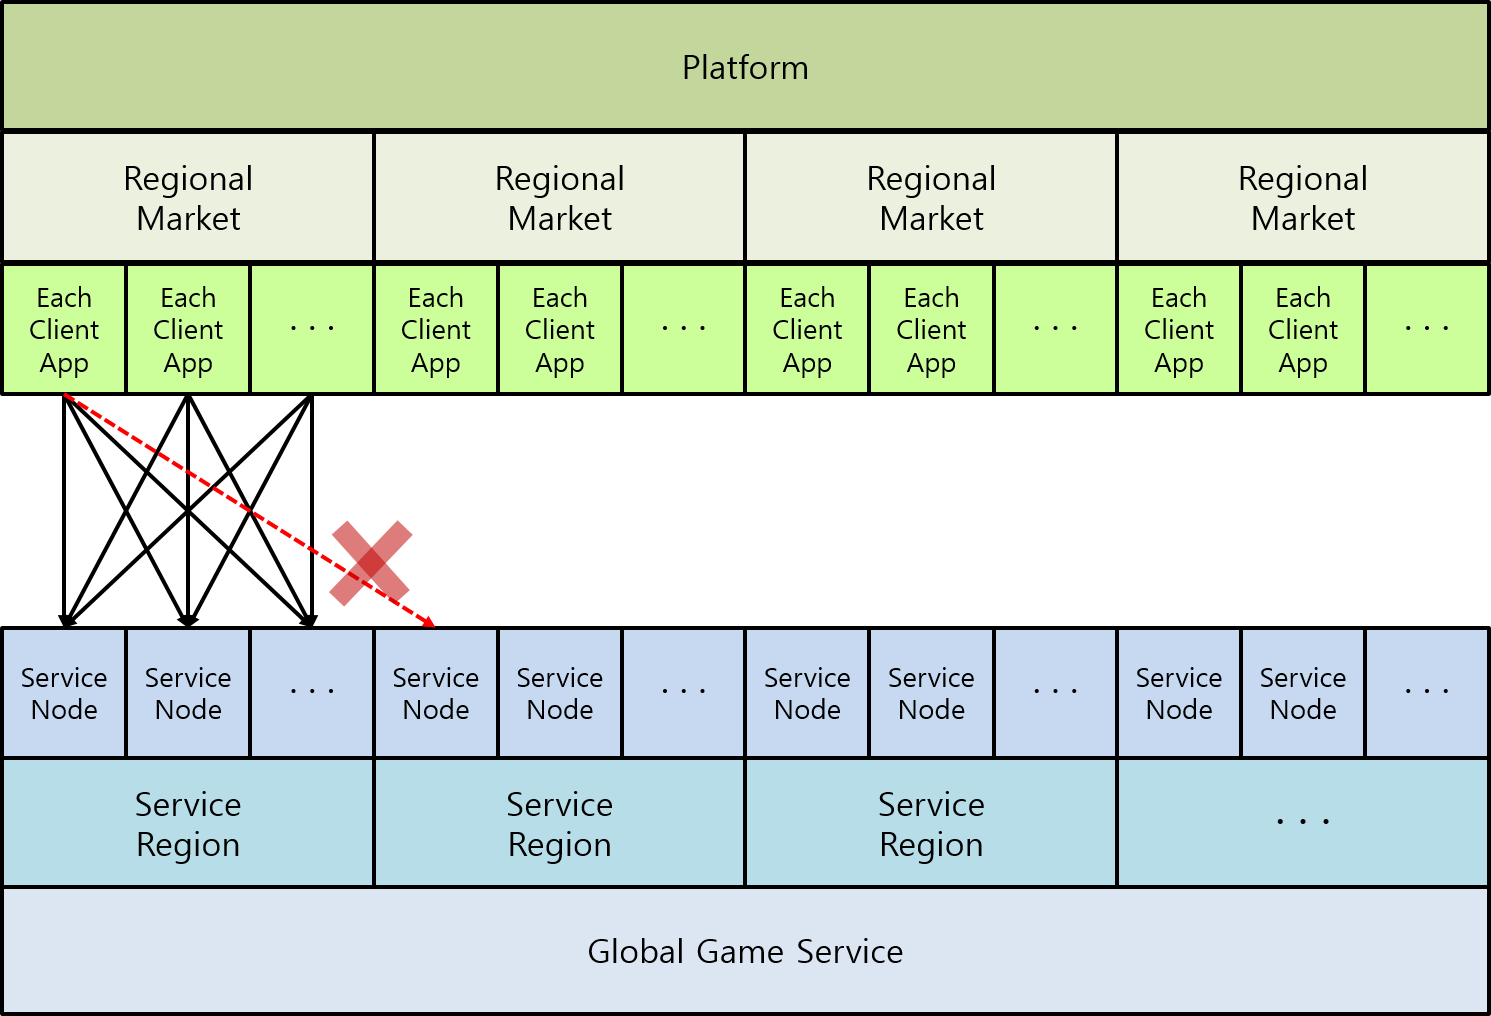 Platform
Regional
Market
Regional
Market
Regional
Market
Regional
Market
Each
Client
App
Each
Client
App
. . .
Each
Client
App
Each
Client
App
. . .
Each
Client
App
Each
Client
App
. . .
Each
Client
App
Each
Client
App
. . .
Service
Node
Service
Node
. . .
Service
Node
Service
Node
. . .
Service
Node
Service
Node
. . .
Service
Node
Service
Node
. . .
Service
Region
Service
Region
Service
Region
. . .
Global Game Service